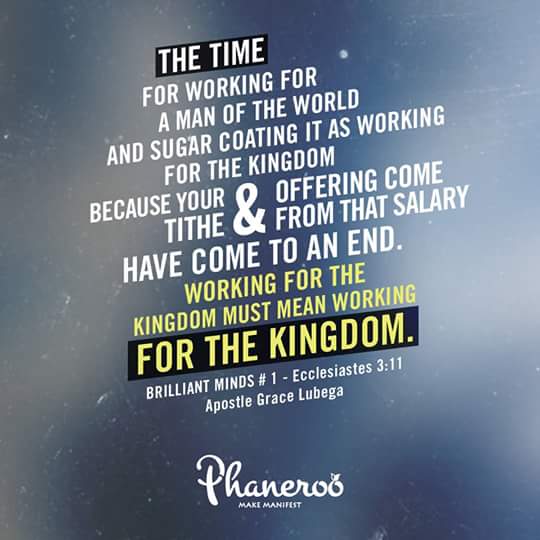 THE TIME
FOR WORKING FOR
A MAN OF THE WORLD
AND SUGAR COATING IT AS WORKING
FOR THE KINGDOM
BECAUSE YOUR TITHE & OFFERING COME FROM THAT SALARY
HAVE COME TO AN END.
WORKING FOR THE
KINGDOM MUST MEAN WORKING
FOR THE KINGDOM.
BRILLIANT MINDS # 1 - Ecclesiastes 3:11
Apostle Grace Lubega
Phaneroo
MAKE MANIFEST